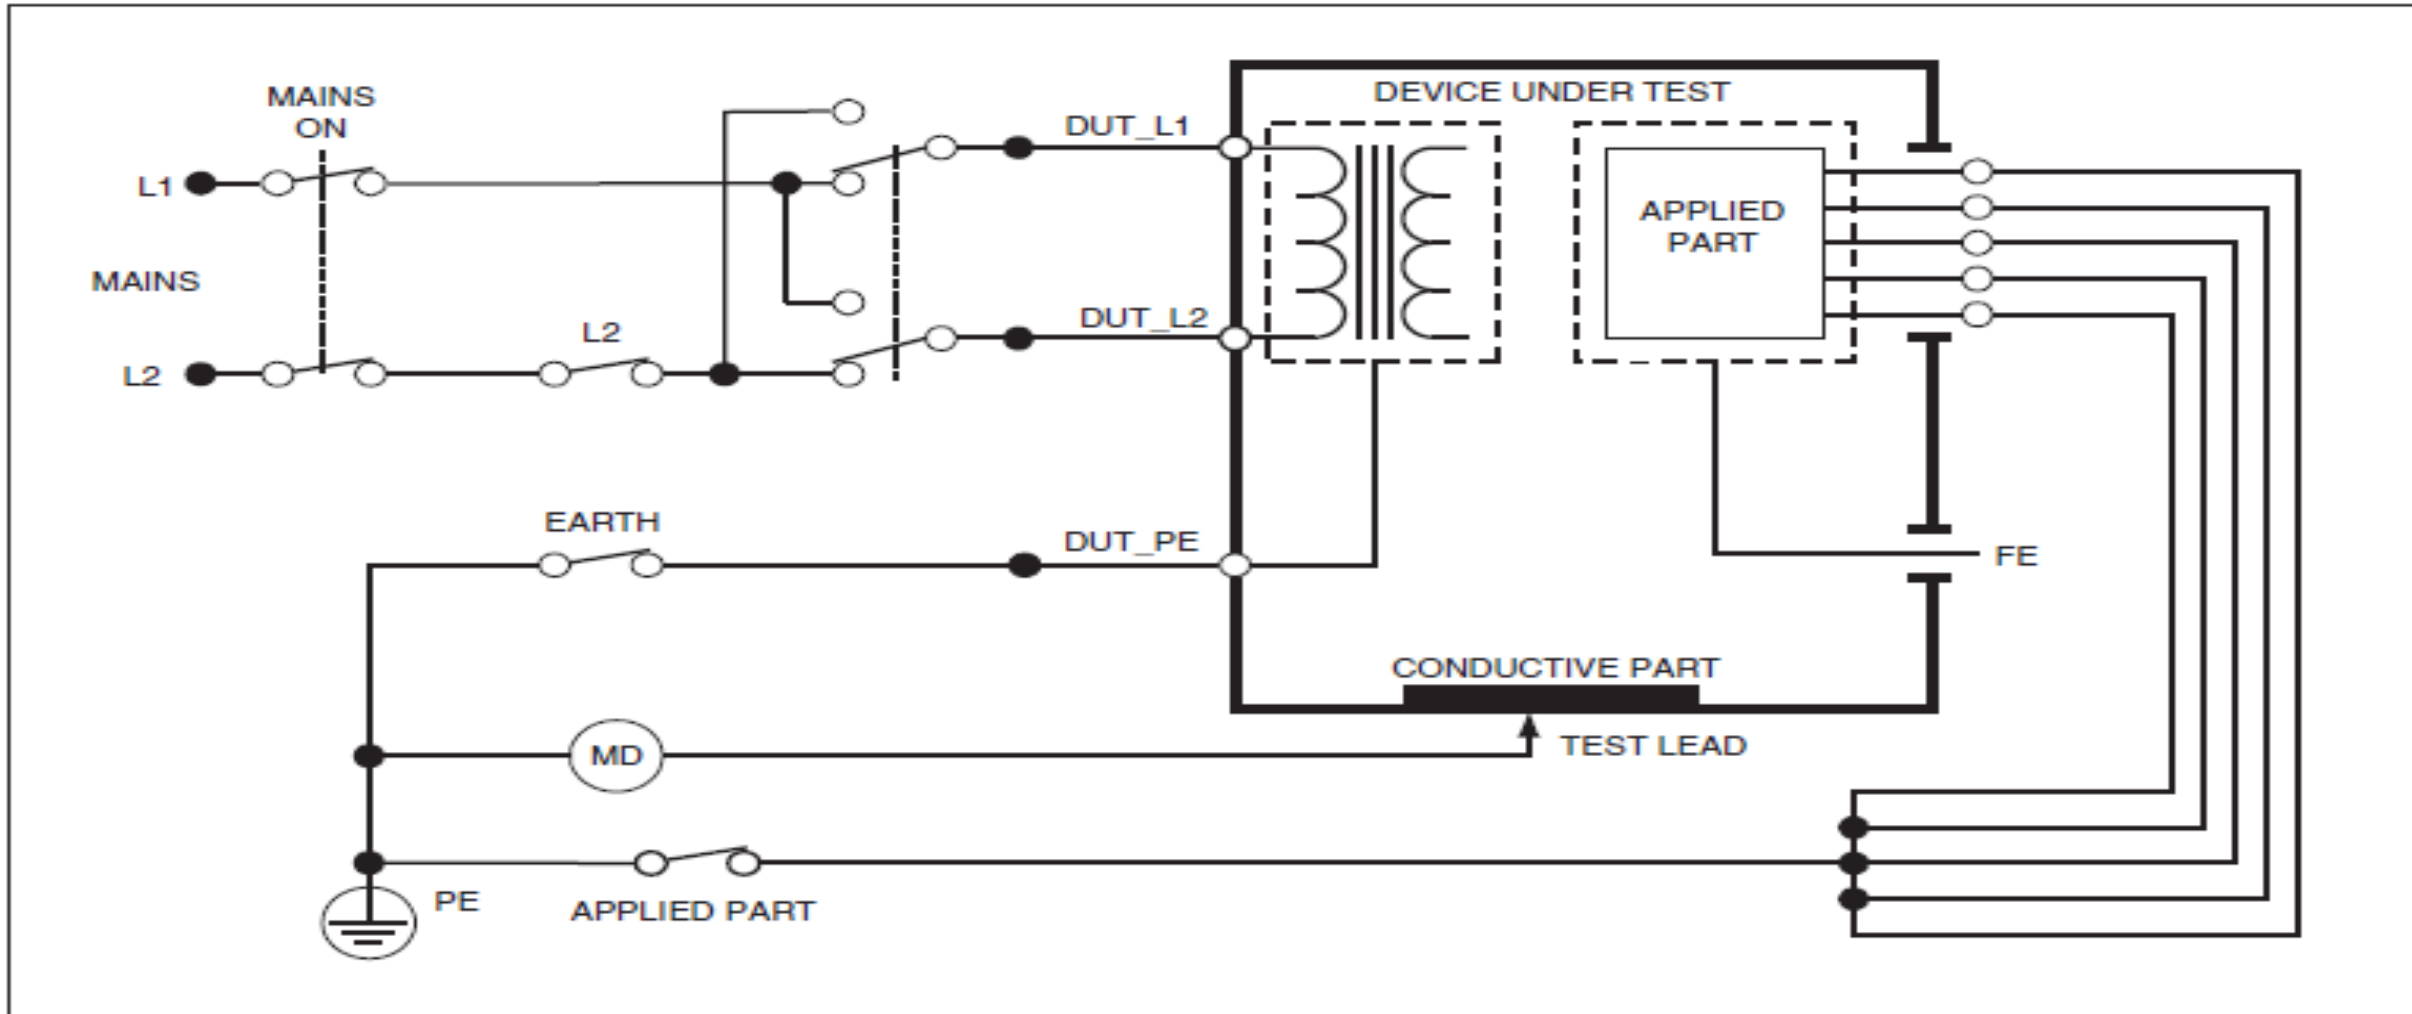 MAINS
ON
L1
MAINS
L2
L2
DUT_L1
DUT_L2
DEVICE UNDER TEST
APPLIED
PART
EARTH
DUT_PE
FE
CONDUCTIVE PART
MD
TEST LEAD
PE
APPLIED PART